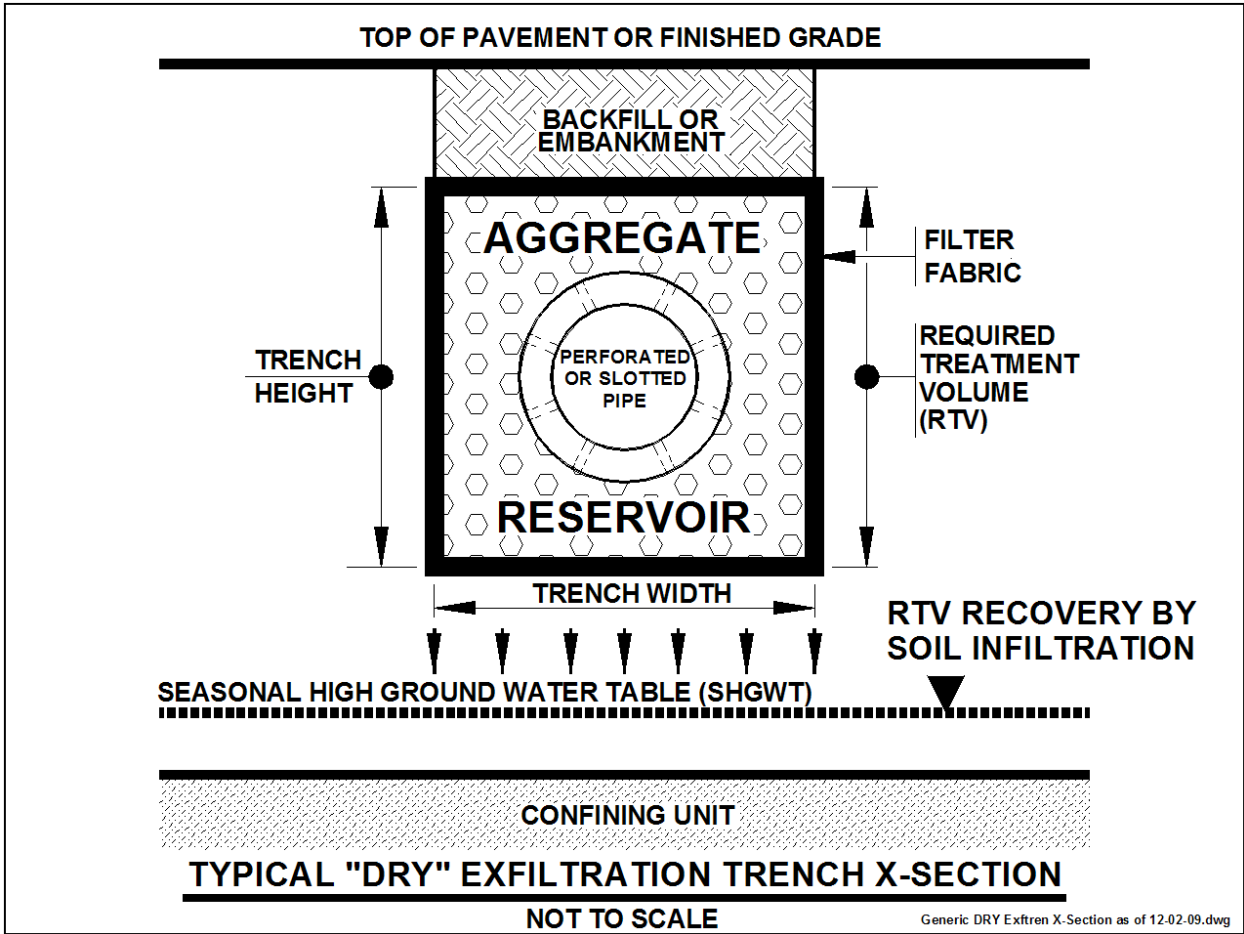 TOP OF PAVEMENT OR FINISHED GRADE
BACKFILL OR
EMBANKMENT
AGGREGATE
FILTER
FABRIC
PERFORATED
OR SLOTTED
PIPE
TRENCH
HEIGHT
REQUIRED
TREATMENT
VOLUME
(RTV)
RESERVOIR
TRENCH WIDTH
RTV RECOVERY BY
SOIL INFILTRATION
SEASONAL HIGH GROUND WATER TABLE (SHGWT)
CONFINING UNIT
TYPICAL "DRY" EXFILTRATION TRENCH X-SECTION
NOT TO SCALE
Generic DRY Exftren X-Section as of 12-02-09.dwg